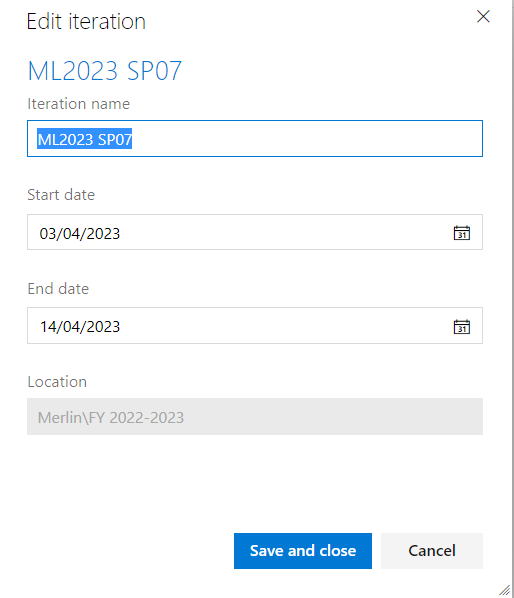 Edit iteration
ML2023 SP07
Iteration name
ML2023 SP07
Start date
03/04/2023
31
End date
14/04/2023
31
Location
Merlin\FY 2022-2023
Save and close
Cancel